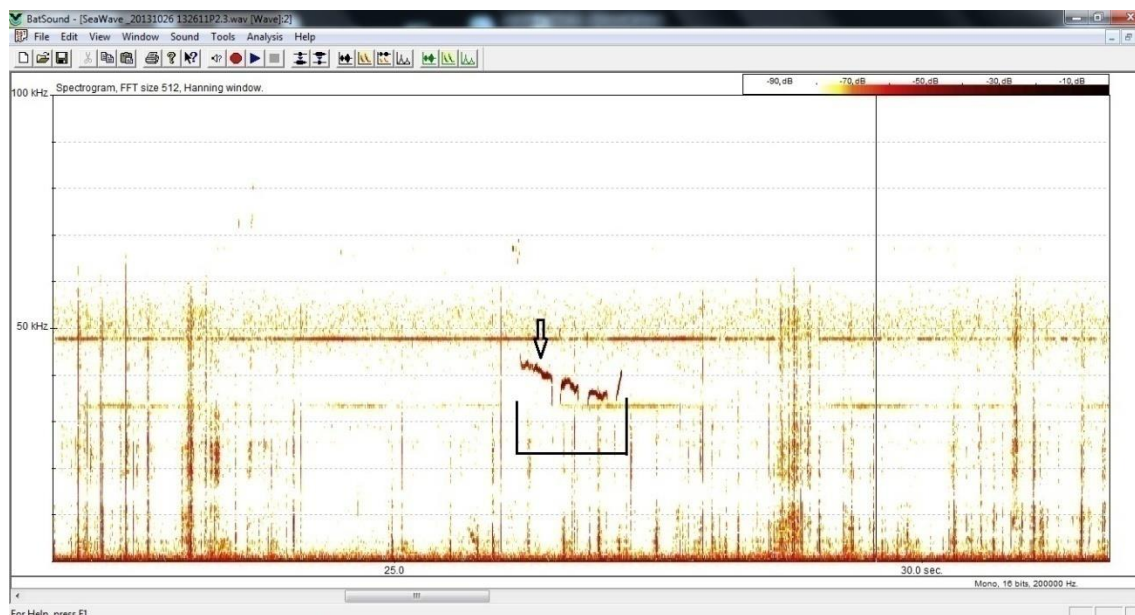 BatSound - [SeaWave _20131026 132611P2.3.wav [Wave]:2]
File Edit View Window Sound Tools Analysis Help
-90,dB -70,dB -50,dB -30,dB -10,dB
Spectrogram, FFT size 512, Hanning window.
100 kHz
50 kHz
25.0 30.0 sec.
Mono, 16 bits, 200000 Hz.
For Help, press F1